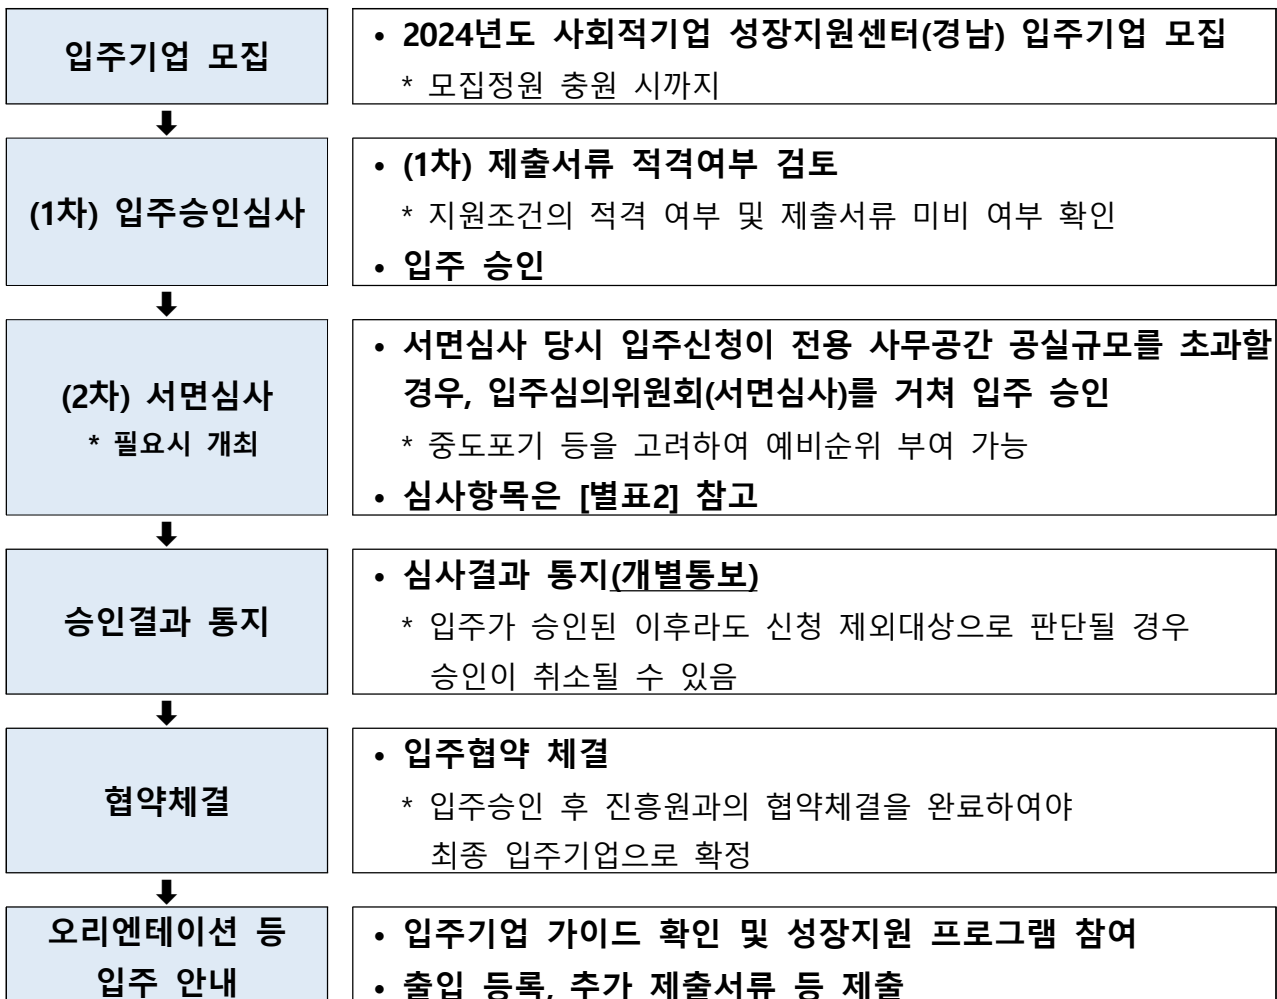 입주기업 모집
• 2024년도 사회적기업 성장지원센터(경남) 입주기업 모집
* 모집정원 충원 시까지
(1차) 입주승인심사
• (1차) 제출서류 적격여부 검토
* 지원조건의 적격 여부 및 제출서류 미비 여부 확인
• 입주 승인
(2차) 서면심사
* 필요시 개최
• 서면심사 당시 입주신청이 전용 사무공간 공실규모를 초과할
경우, 입주심의위원회(서면심사)를 거쳐 입주 승인
* 중도포기 등을 고려하여 예비순위 부여 가능
• 심사항목은 [별표2] 참고
승인결과 통지
• 심사결과 통지(개별통보)
* 입주가 승인된 이후라도 신청 제외대상으로 판단될 경우
승인이 취소될 수 있음
협약체결
• 입주협약 체결
* 입주승인 후 진흥원과의 협약체결을 완료하여야
최종 입주기업으로 확정
오리엔테이션 등
입주 안내
• 입주기업 가이드 확인 및 성장지원 프로그램 참여
• 출입 등록, 추가 제출서류 등 제출